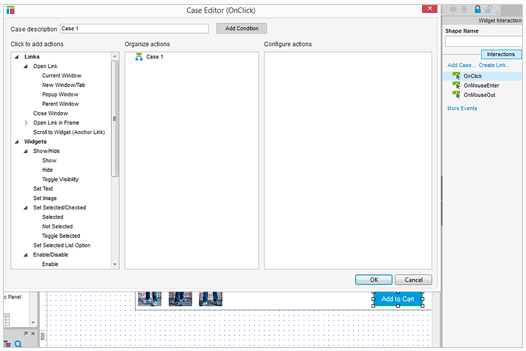 Case Editor (OnClick)
Case description
Case 1
Add Condition
Click to add actions
Links
Open Link
Current Window
New Window/Tab
Popup Window
Parent Window
Close Window
Open Link in Frame
Scroll to Widget (Anchor Link)
Widgets
Show/Hide
Show
Hide
Toggle Visibility
Set Text
Set Image
Set Selected/Checked
Selected
Not Selected
Toggle Selected
Set Selected List Option
Enable/Disable
Enable
Organize actions
Case 1
Configure actions
OK
Cancel
Widget Interaction
Shape Name
Interactions
Add Case... Create Link...
OnClick
OnMouseEnter
OnMouseOut
More Events
Add to Cart
c Panel